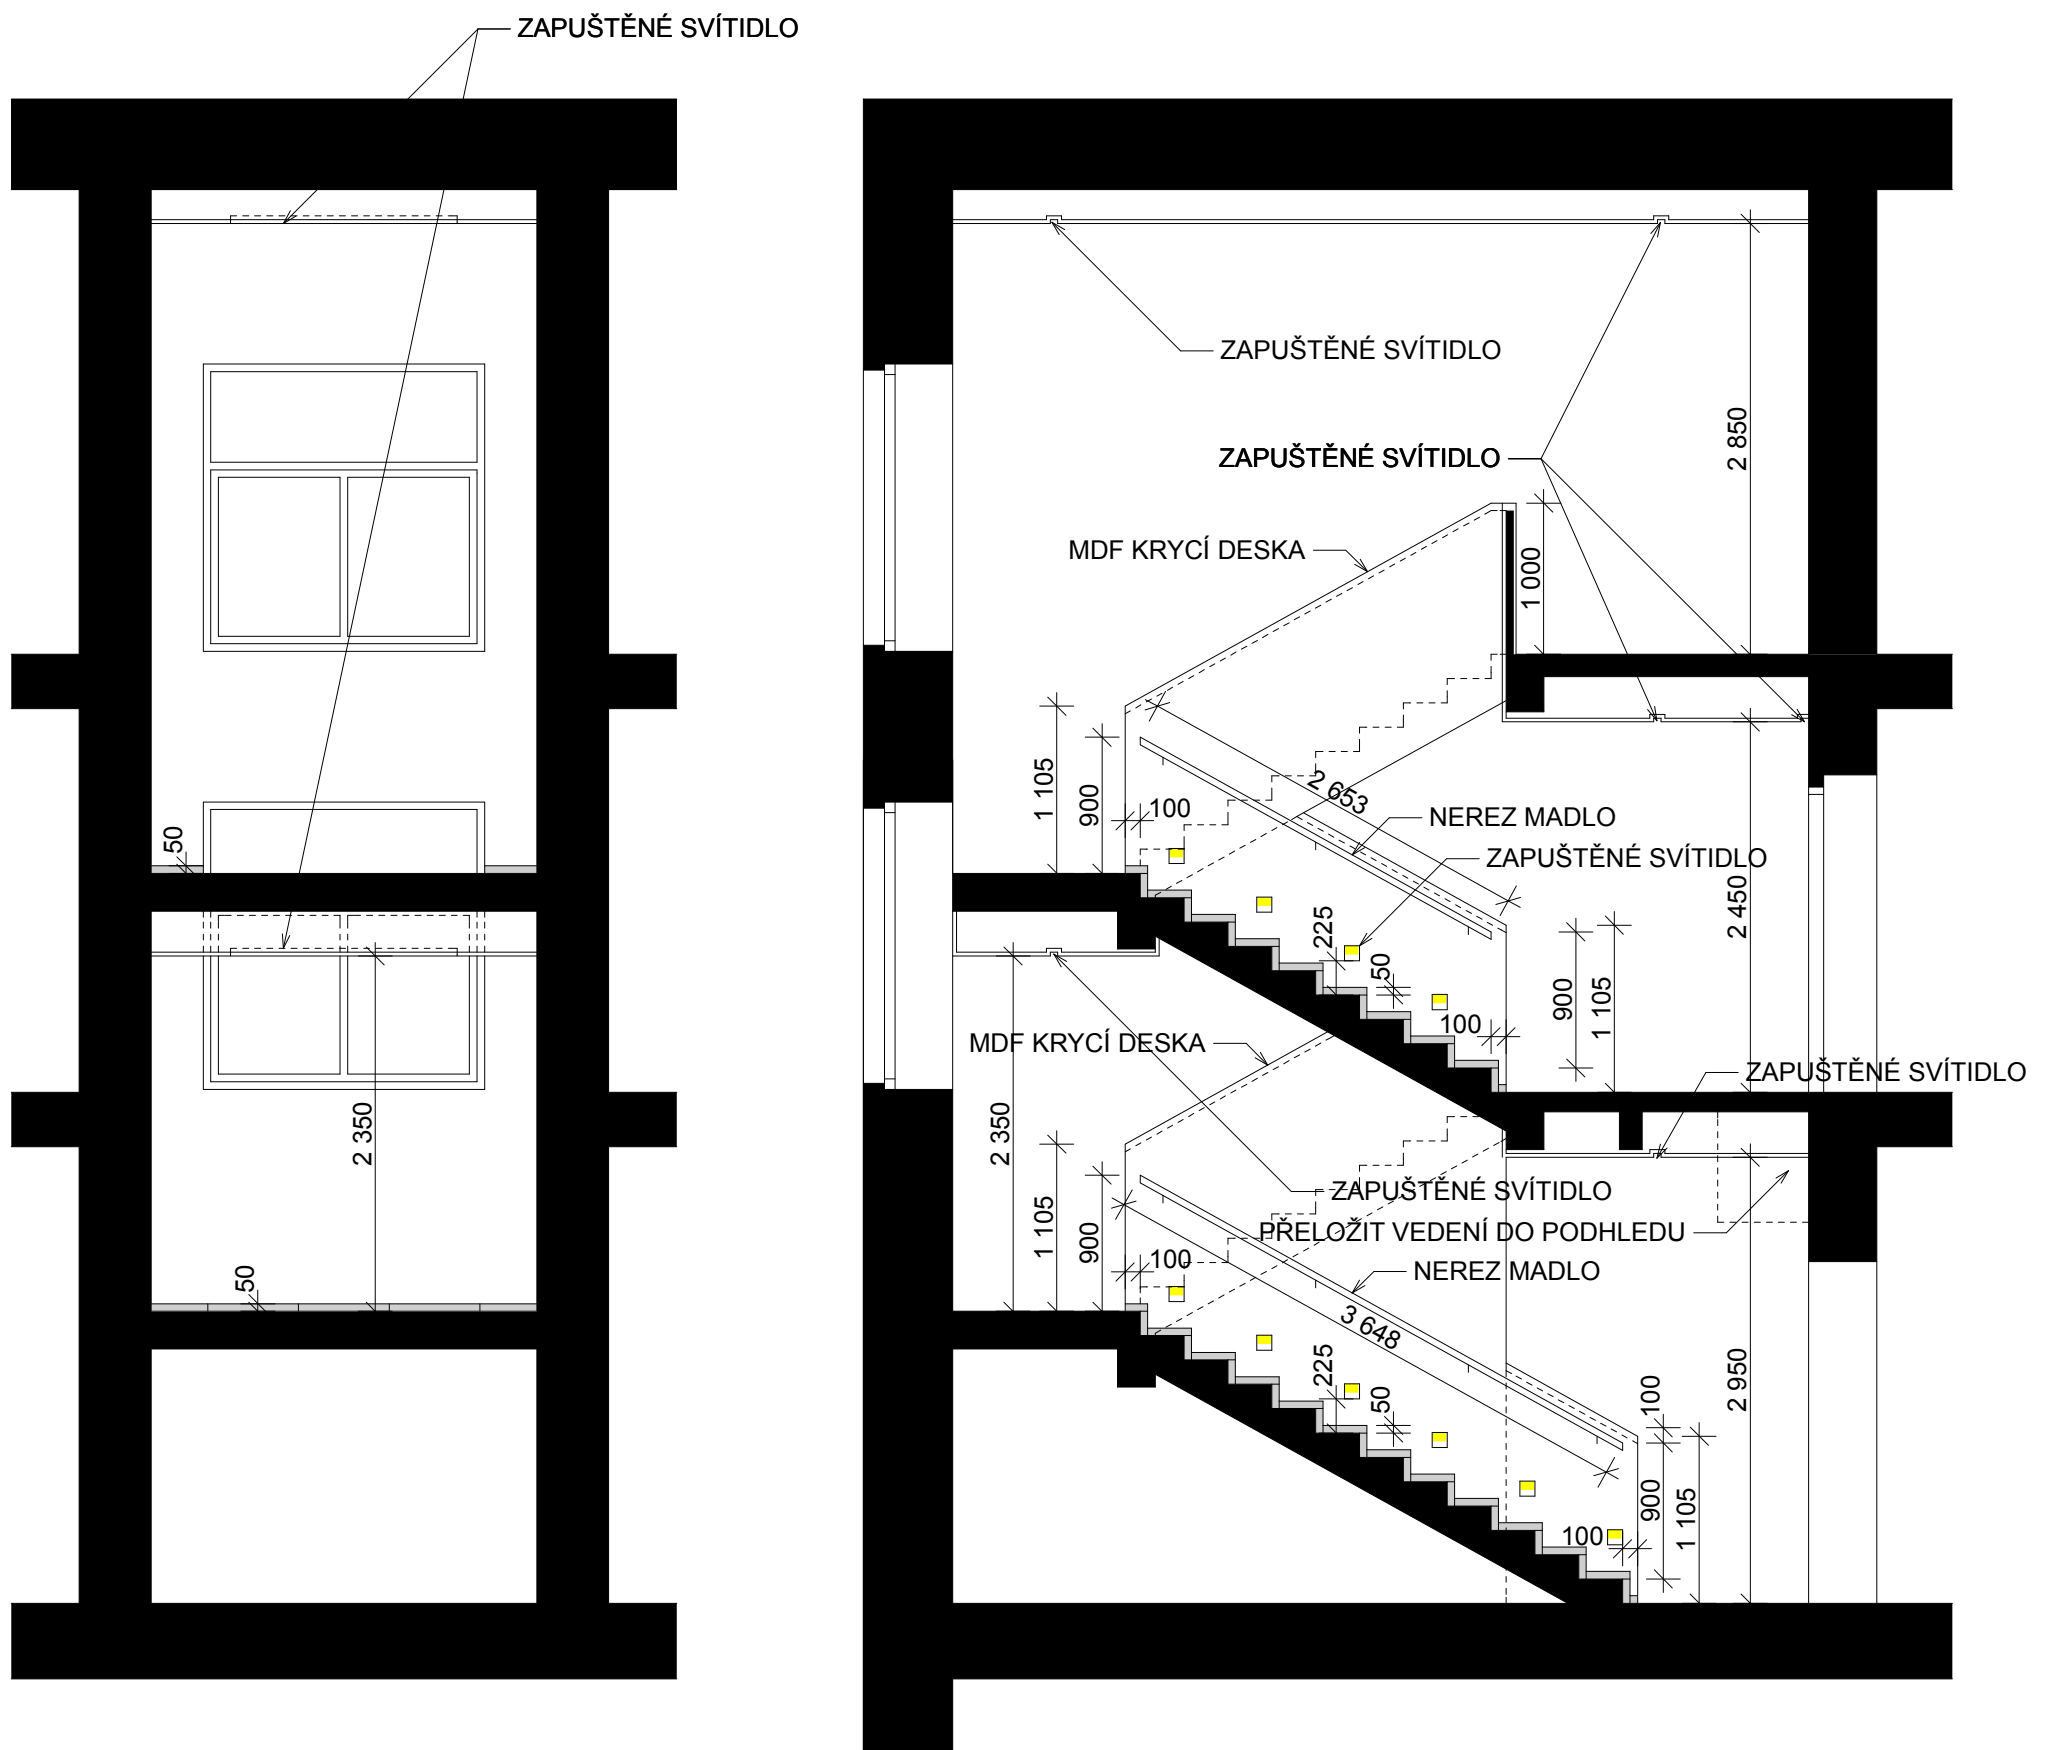 ZAPUŠTĚNÉ SVÍTIDLO
ZAPUŠTĚNÉ SVÍTIDLO
2 850
ZAPUŠTĚNÉ SVÍTIDLO
MDF KRYCÍ DESKA
1 000
1 105
900
100
2 653
NEREZ MADLO
50
ZAPUŠTĚNÉ SVÍTIDLO
2 450
225
50
900
1 105
100
MDF KRYCÍ DESKA
ZAPUŠTĚNÉ SVÍTIDLO
2 350
2 350
1 105
900
ZAPUŠTĚNÉ SVÍTIDLO
PŘELOŽIT VEDENÍ DO PODHLEDU
100
NEREZ MADLO
50
3 648
225
50
2 950
100
900
1 105
100